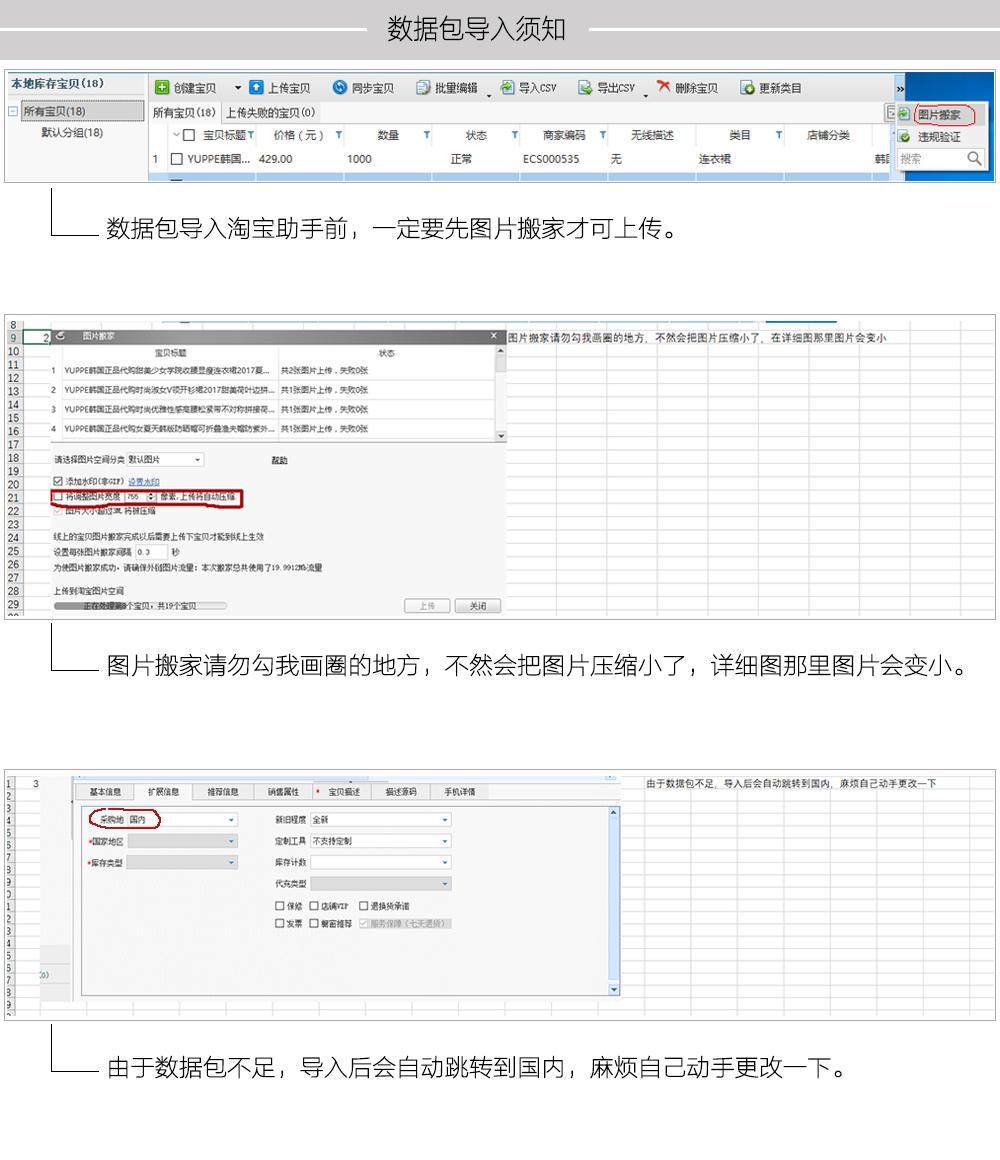 数据包导入须知
本地库存宝贝(18)
创建宝贝 上传宝贝 同步宝贝 批量编辑 导入CSV 导出CSV 删除宝贝 更新类目 »
所有宝贝(18)
所有宝贝(18) 上传失败的宝贝(0)
图片搬家
默认分组(18)
宝贝标题 价格(元) 数量 状态 商家编码 无线描述 类目 店铺分类
违规验证
1 YUPPE韩国... 429.00 1000 正常 ECS000535 无 连衣裙
搜索
数据包导入淘宝助手前，一定要先图片搬家才可上传。
8
9 2 图片搬家 图片搬家请勿勾我画圈的地方，不然会把图片压缩小了，在详细图那里图片会变小
10 宝贝标题 状态
11
12 1 YUPPE韩国正品代购甜美少女学院收腰显瘦连衣裙2017夏... 共2张图片上传，失败0张
13 2 YUPPE韩国正品代购时尚淑女V领开衫裙2017甜美荷叶边拼... 共1张图片上传，失败0张
14
15 3 YUPPE韩国正品代购时尚优雅性感高腰松紧带不对称拼接荷... 共1张图片上传，失败0张
16 4 YUPPE韩国正品代购女夏天韩版防晒帽可折叠渔夫帽防紫外... 共1张图片上传，失败0张
17
18 请选择图片空间分类 默认图片 帮助
19
20 添加水印(非GIF) 设置水印
21 将调整图片宽度 755 像素,上传将自动压缩
22 图片大小超过3M,将被压缩
23
24 线上的宝贝图片搬家完成以后需要上传下宝贝才能到线上生效
25 设置每张图片搬家间隔 0.3 秒
26 为使图片搬家成功，请确保外链图片流量：本次搬家总共使用了19.9912Mb流量
27
28 上传到淘宝图片空间
29 个宝贝，共19个宝贝 上传 关闭
图片搬家请勿勾我画圈的地方，不然会把图片压缩小了，详细图那里图片会变小。
1 3 由于数据包不足，导入后会自动跳转到国内，麻烦自己动手更改一下
基本信息 扩展信息 推荐信息 销售属性 *宝贝描述 描述源码 手机详情
采购地 国内 新旧程度 全新
*国家地区 定制工具 不支持定制
*库存类型 库存计数
代充类型
保修 店铺VIP 退换货承诺
发票 橱窗推荐 服务保障（七天退货）
(0)
由于数据包不足，导入后会自动跳转到国内，麻烦自己动手更改一下。